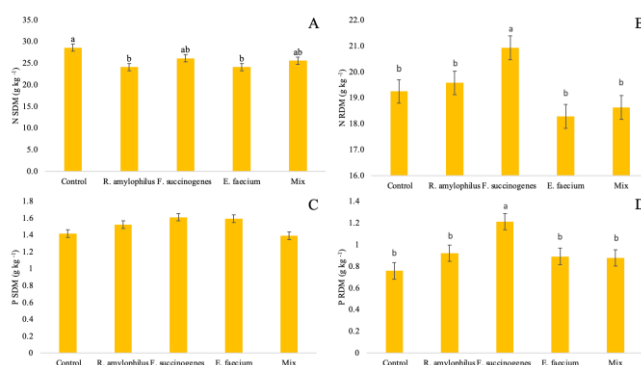 A
N SDM (g kg⁻¹)
35.0
30.0
25.0
20.0
15.0
10.0
5.0
0.0
a
b
ab
b
ab
Control
R. amylophilus
F. succinogenes
E. faecium
Mix
B
N RDM (g kg⁻¹)
22.0
21.0
20.0
19.0
18.0
17.0
16.0
b
b
a
b
b
Control
R. amylophilus
F. succinogenes
E. faecium
Mix
C
P SDM (g kg⁻¹)
1.8
1.6
1.4
1.2
1
0.8
0.6
0.4
0.2
0
Control
R. amylophilus
F. succinogenes
E. faecium
Mix
D
P RDM (g kg⁻¹)
1.4
1.2
1
0.8
0.6
0.4
0.2
0
b
b
a
b
b
Control
R. amylophilus
F. succinogenes
E. faecium
Mix